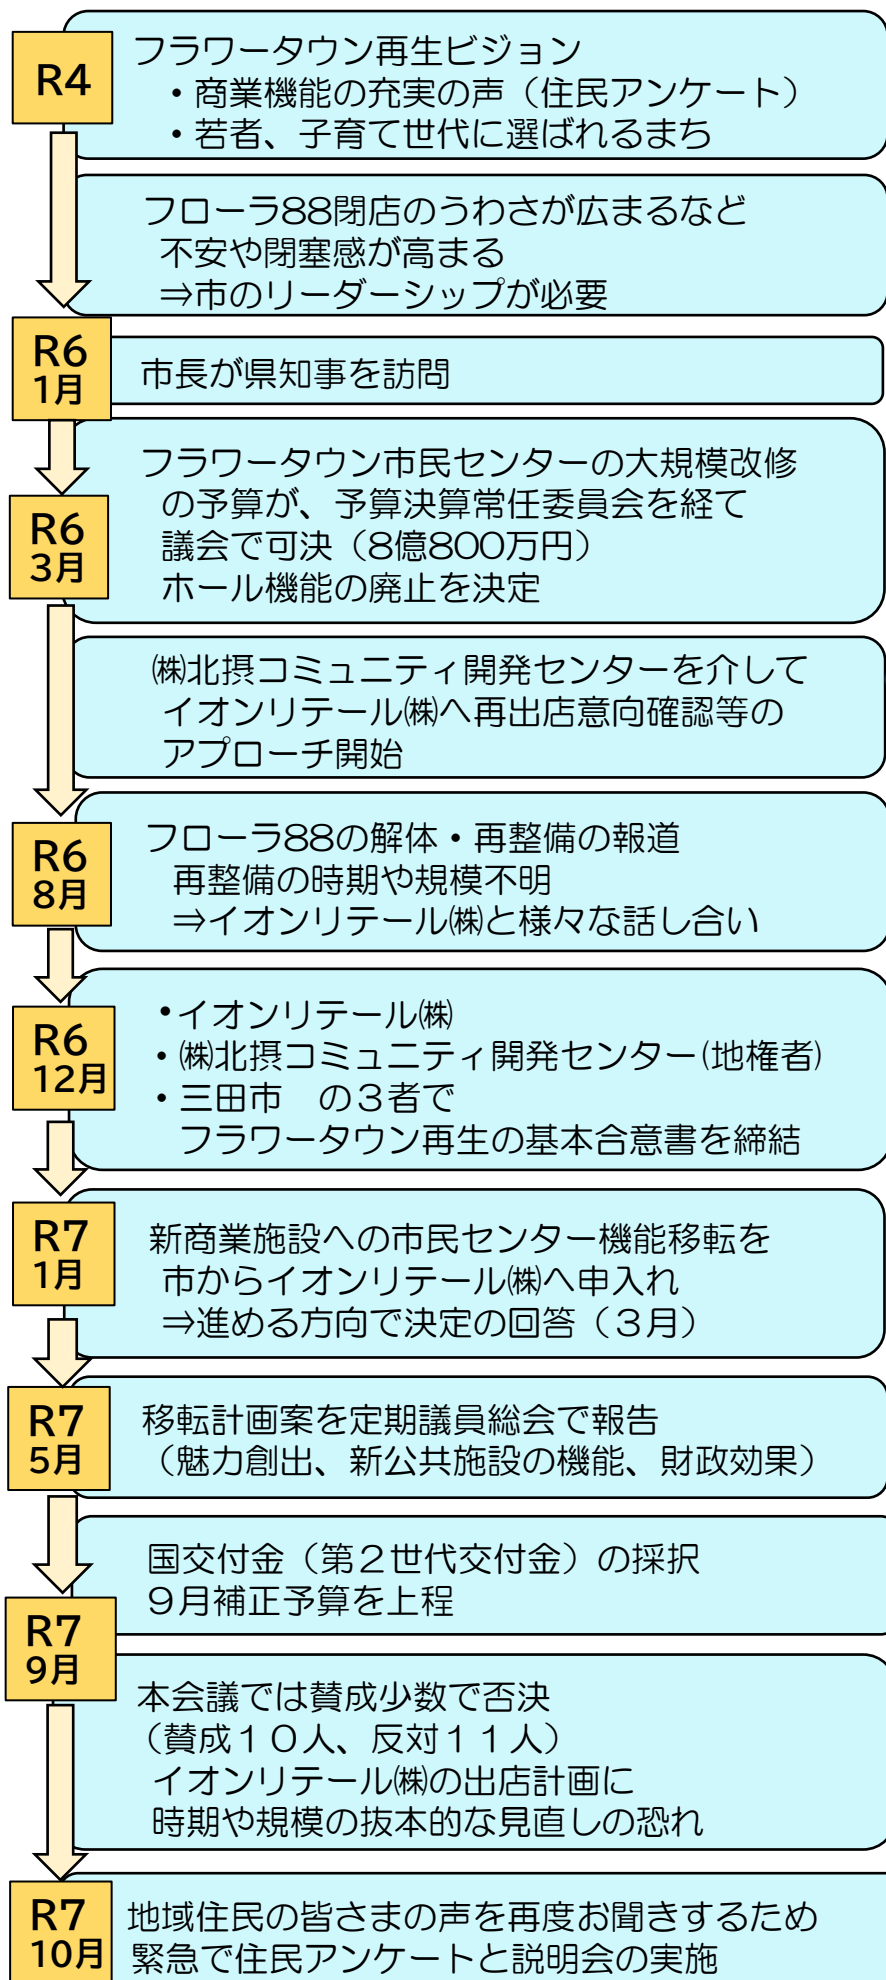 R4
フラワータウン再生ビジョン
・商業機能の充実の声（住民アンケート）
・若者、子育て世代に選ばれるまち
フローラ88閉店のうわさが広まるなど
不安や閉塞感が高まる
⇒市のリーダーシップが必要
R6
1月
市長が県知事を訪問
R6
3月
フラワータウン市民センターの大規模改修
の予算が、予算決算常任委員会を経て
議会で可決（8億800万円）
ホール機能の廃止を決定
㈱北摂コミュニティ開発センターを介して
イオンリテール㈱へ再出店意向確認等の
アプローチ開始
R6
8月
フローラ88の解体・再整備の報道
再整備の時期や規模不明
⇒イオンリテール㈱と様々な話し合い
R6
12月
・イオンリテール㈱
・㈱北摂コミュニティ開発センター(地権者)
・三田市　の３者で
フラワータウン再生の基本合意書を締結
R7
1月
新商業施設への市民センター機能移転を
市からイオンリテール㈱へ申入れ
⇒進める方向で決定の回答（３月）
R7
5月
移転計画案を定期議員総会で報告
（魅力創出、新公共施設の機能、財政効果）
国交付金（第２世代交付金）の採択
９月補正予算を上程
R7
9月
本会議では賛成少数で否決
（賛成１０人、反対１１人）
イオンリテール㈱の出店計画に
時期や規模の抜本的な見直しの恐れ
R7
10月
地域住民の皆さまの声を再度お聞きするため
緊急で住民アンケートと説明会の実施